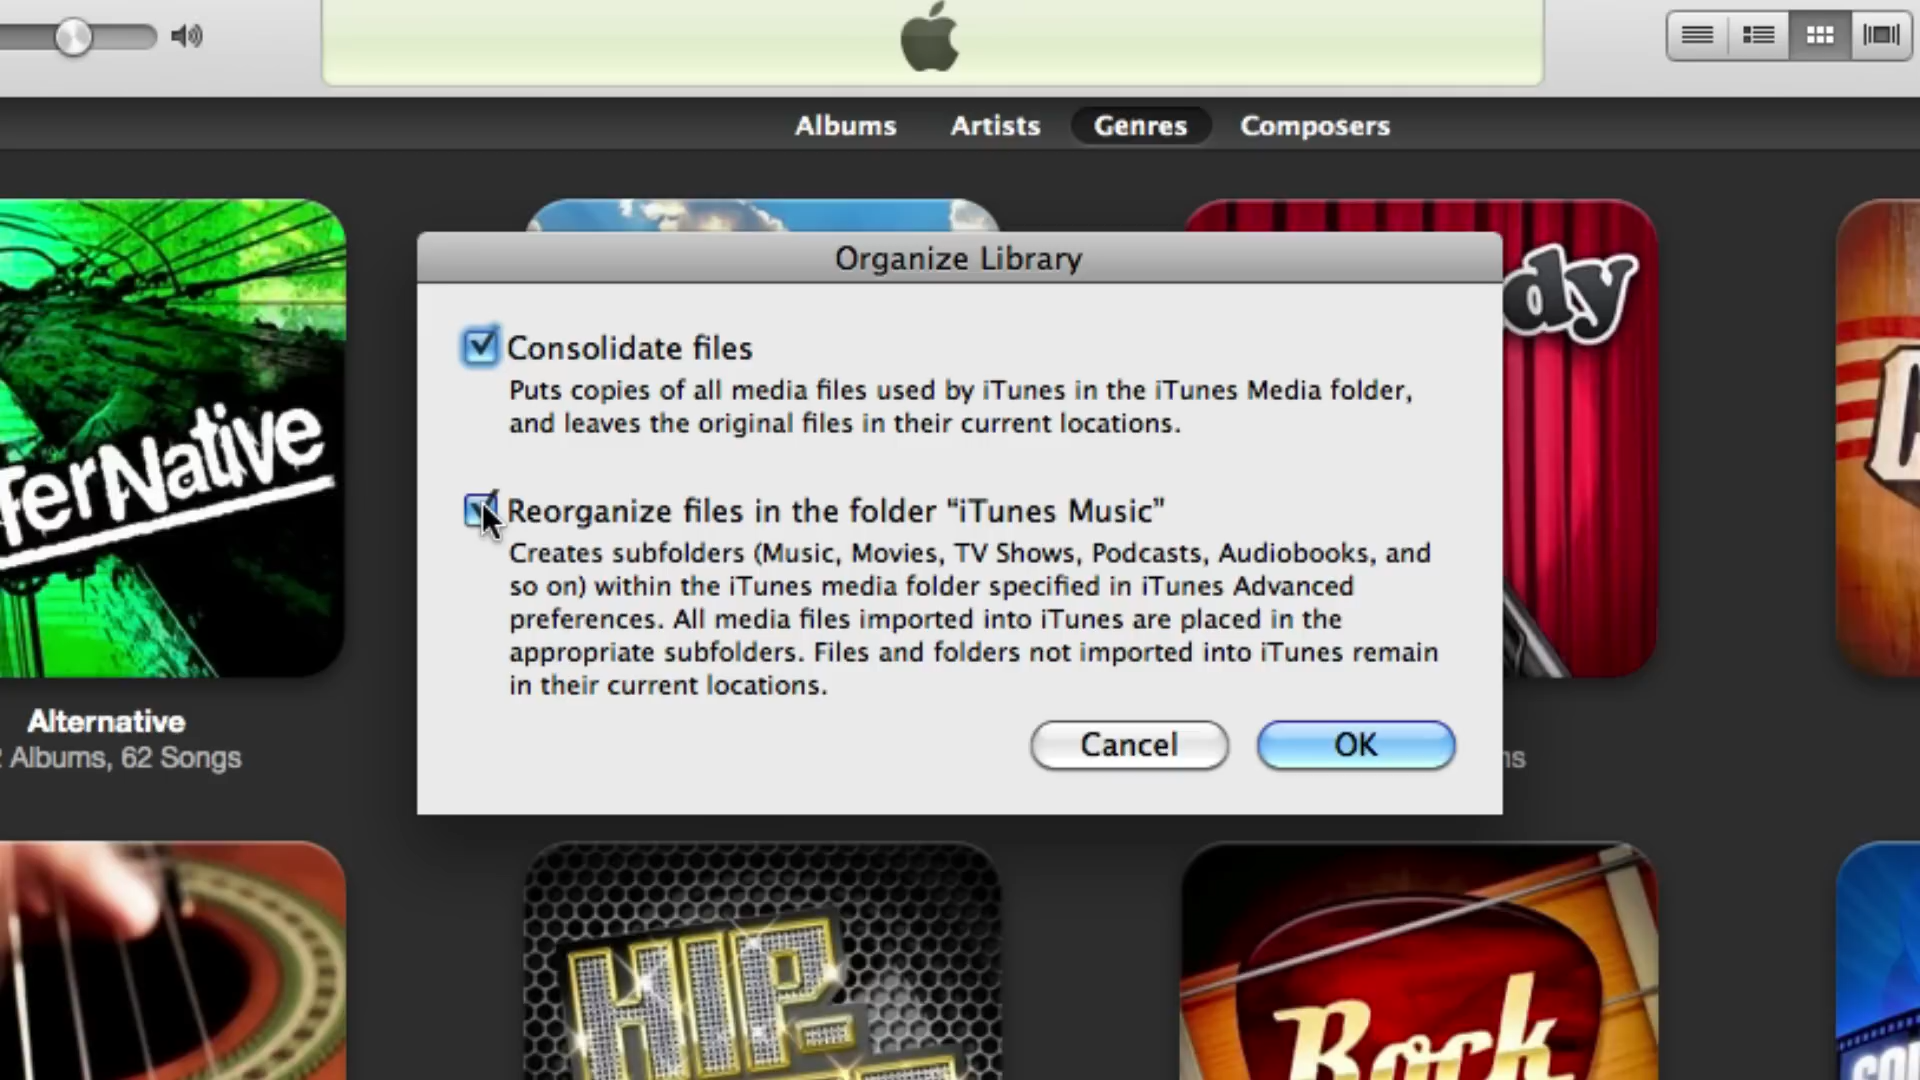 Albums Artists Genres Composers
Organize Library
Consolidate files
Puts copies of all media files used by iTunes in the iTunes Media folder,
and leaves the original files in their current locations.
Reorganize files in the folder “iTunes Music”
Creates subfolders (Music, Movies, TV Shows, Podcasts, Audiobooks, and
so on) within the iTunes media folder specified in iTunes Advanced
preferences. All media files imported into iTunes are placed in the
appropriate subfolders. Files and folders not imported into iTunes remain
in their current locations.
Cancel OK
terNative
dy
Alternative
Albums, 62 Songs
ns
HIP-
Rock